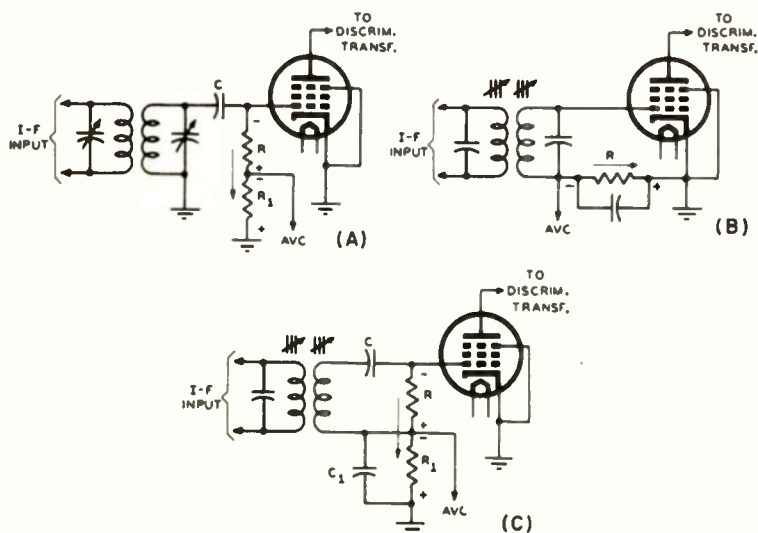 TO
DISCRIM.
TRANSF.
C
I-F
INPUT
-
R
+
-
R₁
+
AVC
(A)
TO
DISCRIM.
TRANSF.
I-F
INPUT
R
-
+
AVC
(B)
TO
DISCRIM.
TRANSF.
C
I-F
INPUT
-
R
+
-
C₁
R₁
+
AVC
(C)